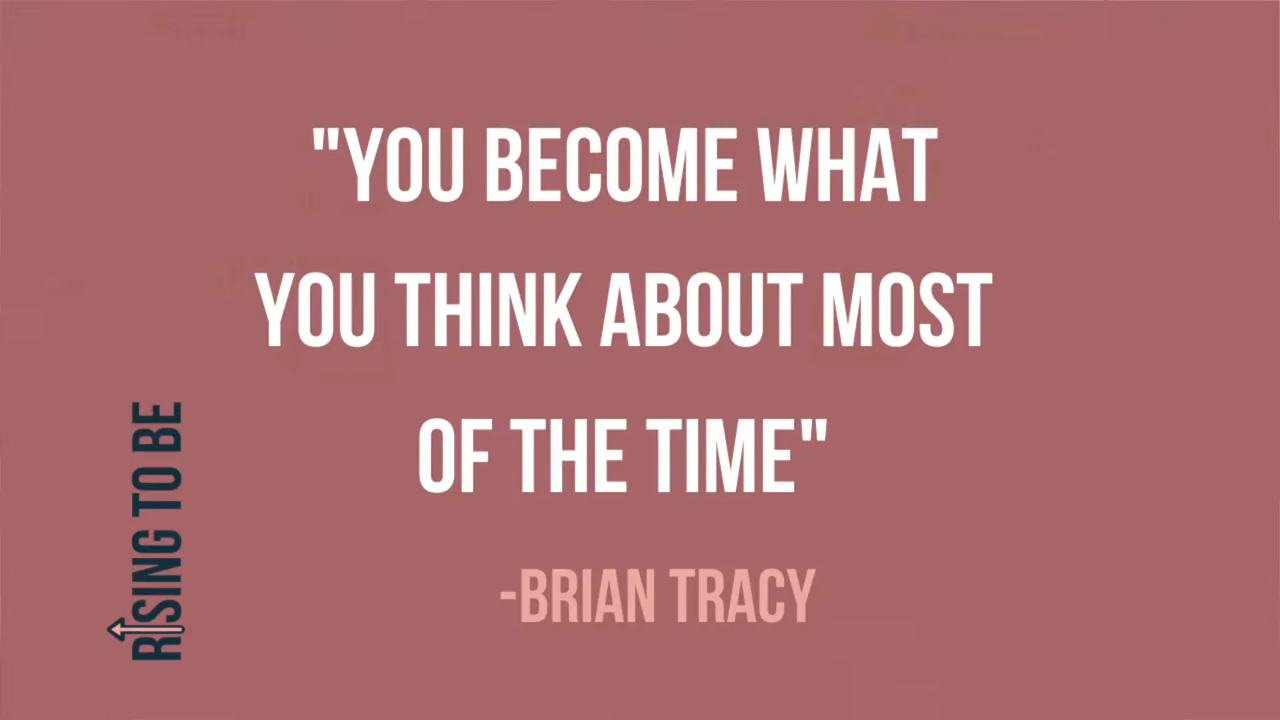 "YOU BECOME WHAT
YOU THINK ABOUT MOST
OF THE TIME"
-BRIAN TRACY
RISING TO BE